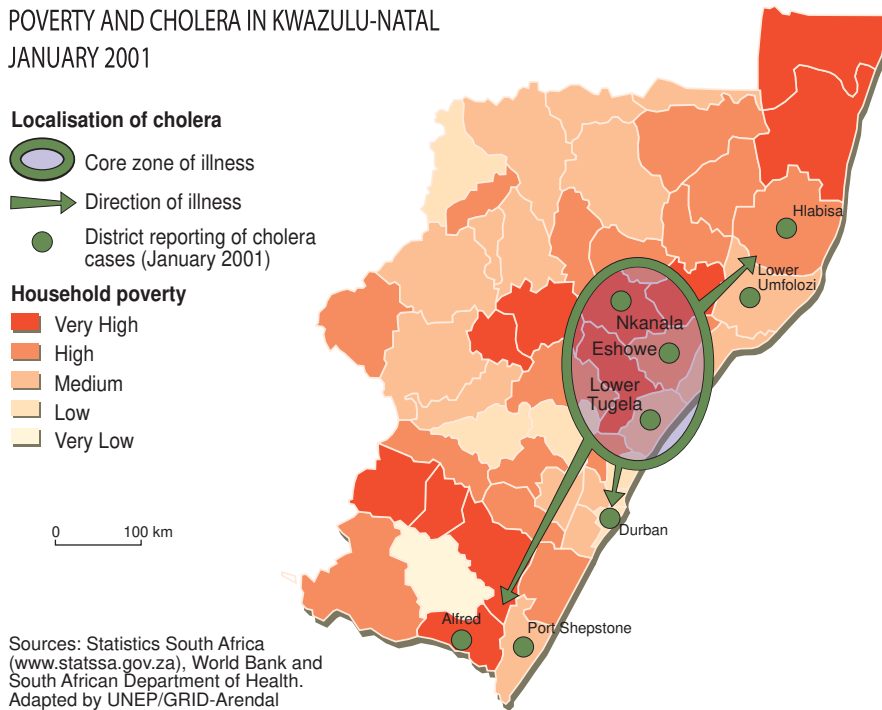 POVERTY AND CHOLERA IN KWAZULU-NATAL
JANUARY 2001
Localisation of cholera
Core zone of illness
Direction of illness
District reporting of cholera
cases (January 2001)
Household poverty
Very High
High
Medium
Low
Very Low
0 100 km
Hlabisa
Lower
Umfolozi
Nkanala
Eshowe
Lower
Tugela
Durban
Alfred
Port Shepstone
Sources: Statistics South Africa
(www.statssa.gov.za), World Bank and
South African Department of Health.
Adapted by UNEP/GRID-Arendal